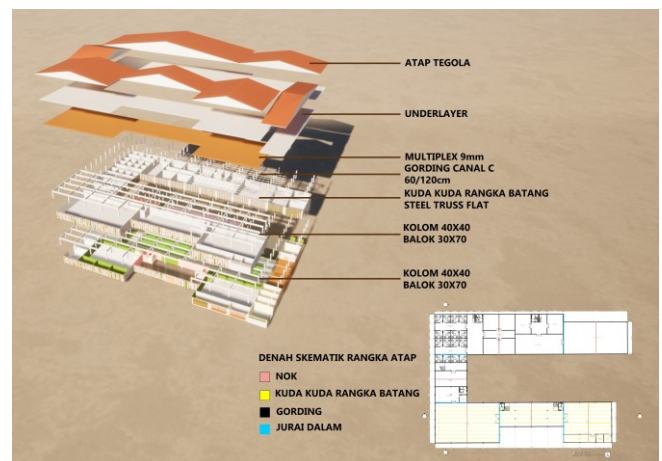 ATAP TEGOLA
UNDERLAYER
MULTIPLEX 9mm
GORDING CANAL C
60/120cm
KUDA KUDA RANGKA BATANG
STEEL TRUSS FLAT
KOLOM 40X40
BALOK 30X70
KOLOM 40X40
BALOK 30X70
DENAH SKEMATIK RANGKA ATAP
NOK
KUDA KUDA RANGKA BATANG
GORDING
JURAI DALAM